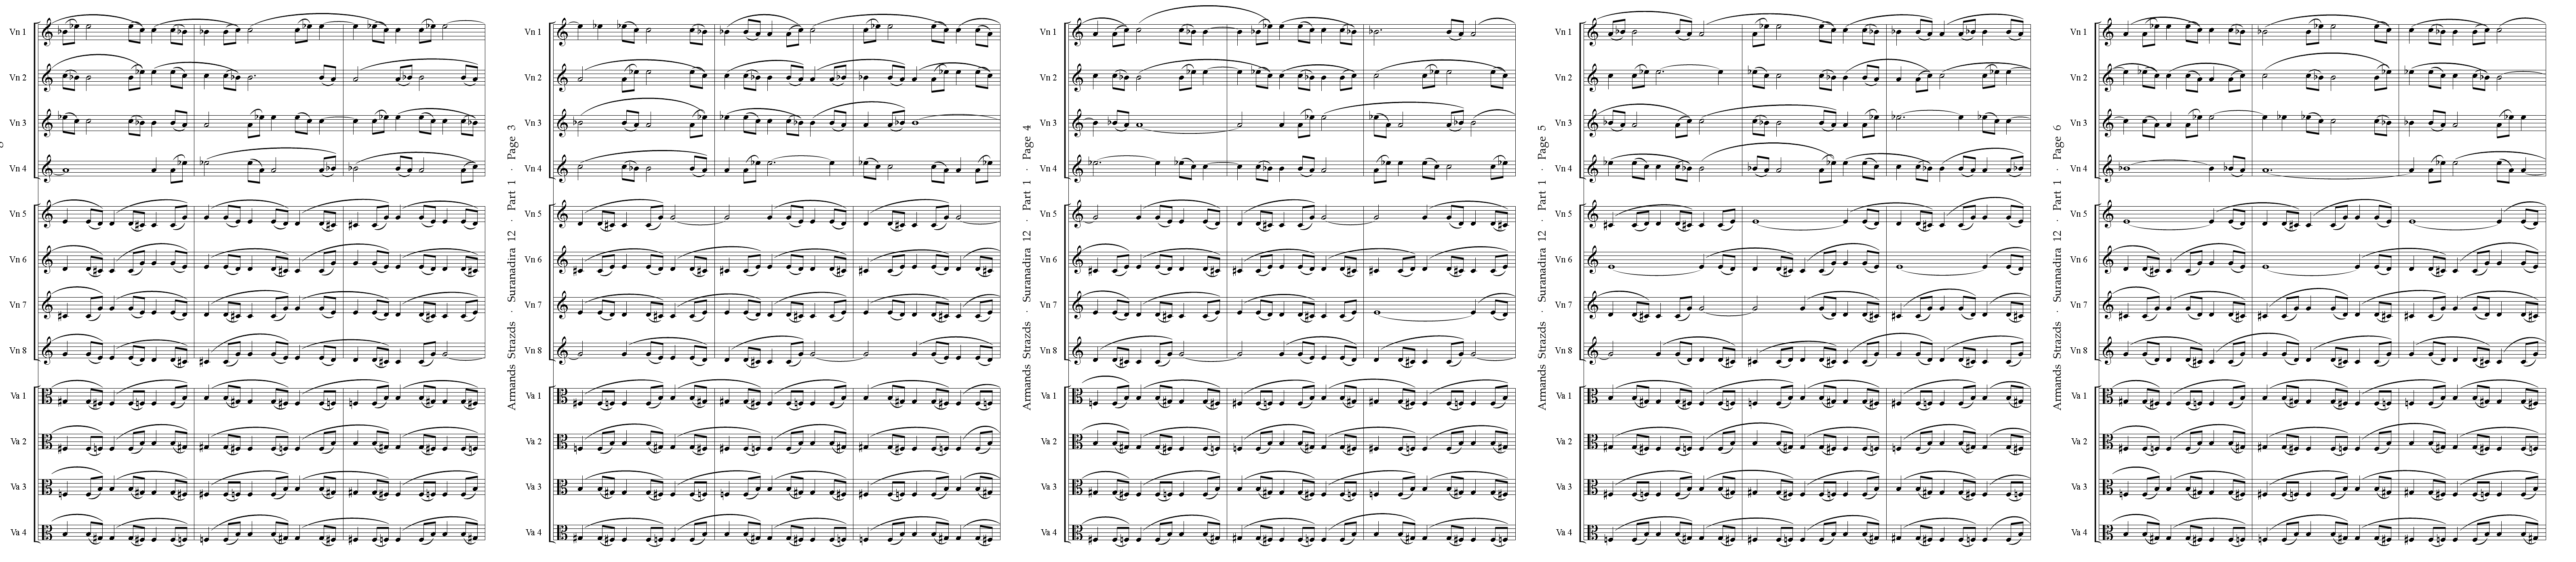 Vn 1
Vn 2
Vn 3
Vn 4
Vn 5
Vn 6
Vn 7
Vn 8
Va 1
Va 2
Va 3
Va 4
Armands Strazds · Suranadira 12 · Part 1 · Page 3
Vn 1
Vn 2
Vn 3
Vn 4
Vn 5
Vn 6
Vn 7
Vn 8
Va 1
Va 2
Va 3
Va 4
Armands Strazds · Suranadira 12 · Part 1 · Page 4
Vn 1
Vn 2
Vn 3
Vn 4
Vn 5
Vn 6
Vn 7
Vn 8
Va 1
Va 2
Va 3
Va 4
Armands Strazds · Suranadira 12 · Part 1 · Page 5
Vn 1
Vn 2
Vn 3
Vn 4
Vn 5
Vn 6
Vn 7
Vn 8
Va 1
Va 2
Va 3
Va 4
Armands Strazds · Suranadira 12 · Part 1 · Page 6
Vn 1
Vn 2
Vn 3
Vn 4
Vn 5
Vn 6
Vn 7
Vn 8
Va 1
Va 2
Va 3
Va 4